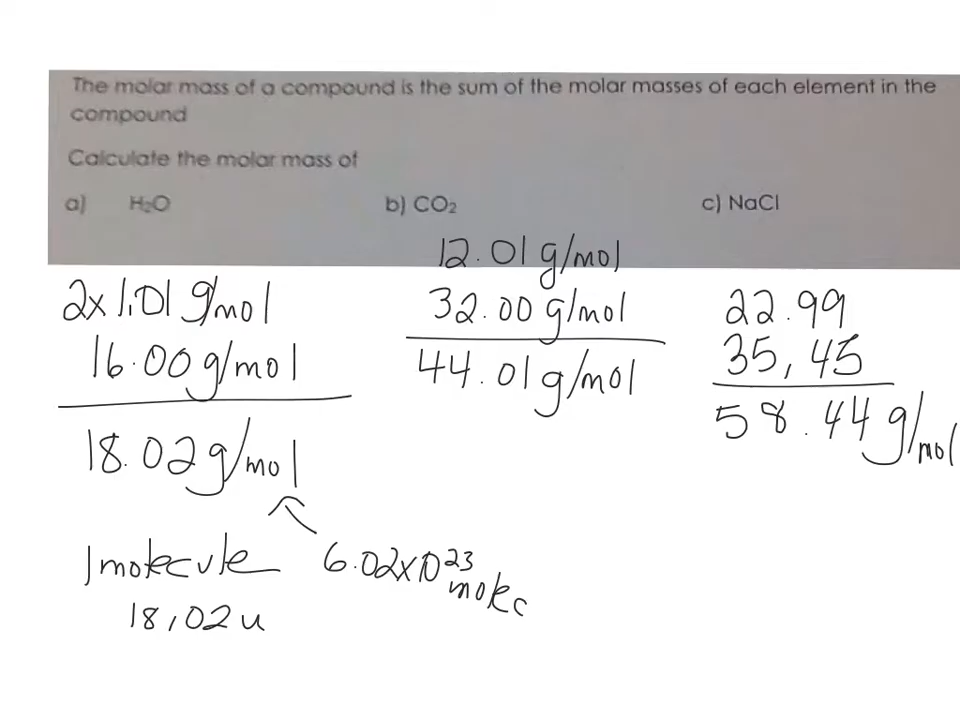 The molar mass of a compound is the sum of the molar masses of each element in the
compound
Calculate the molar mass of
a) H₂O b) CO₂ c) NaCl
12.01 g/mol
2x 1.01 g/mol 32.00 g/mol 22.99
16.00 g/mol 44.01 g/mol 35,45
18.02 g/mol 58.44 g/mol
1 molecule 6.02x10²³
molec
18,02 u